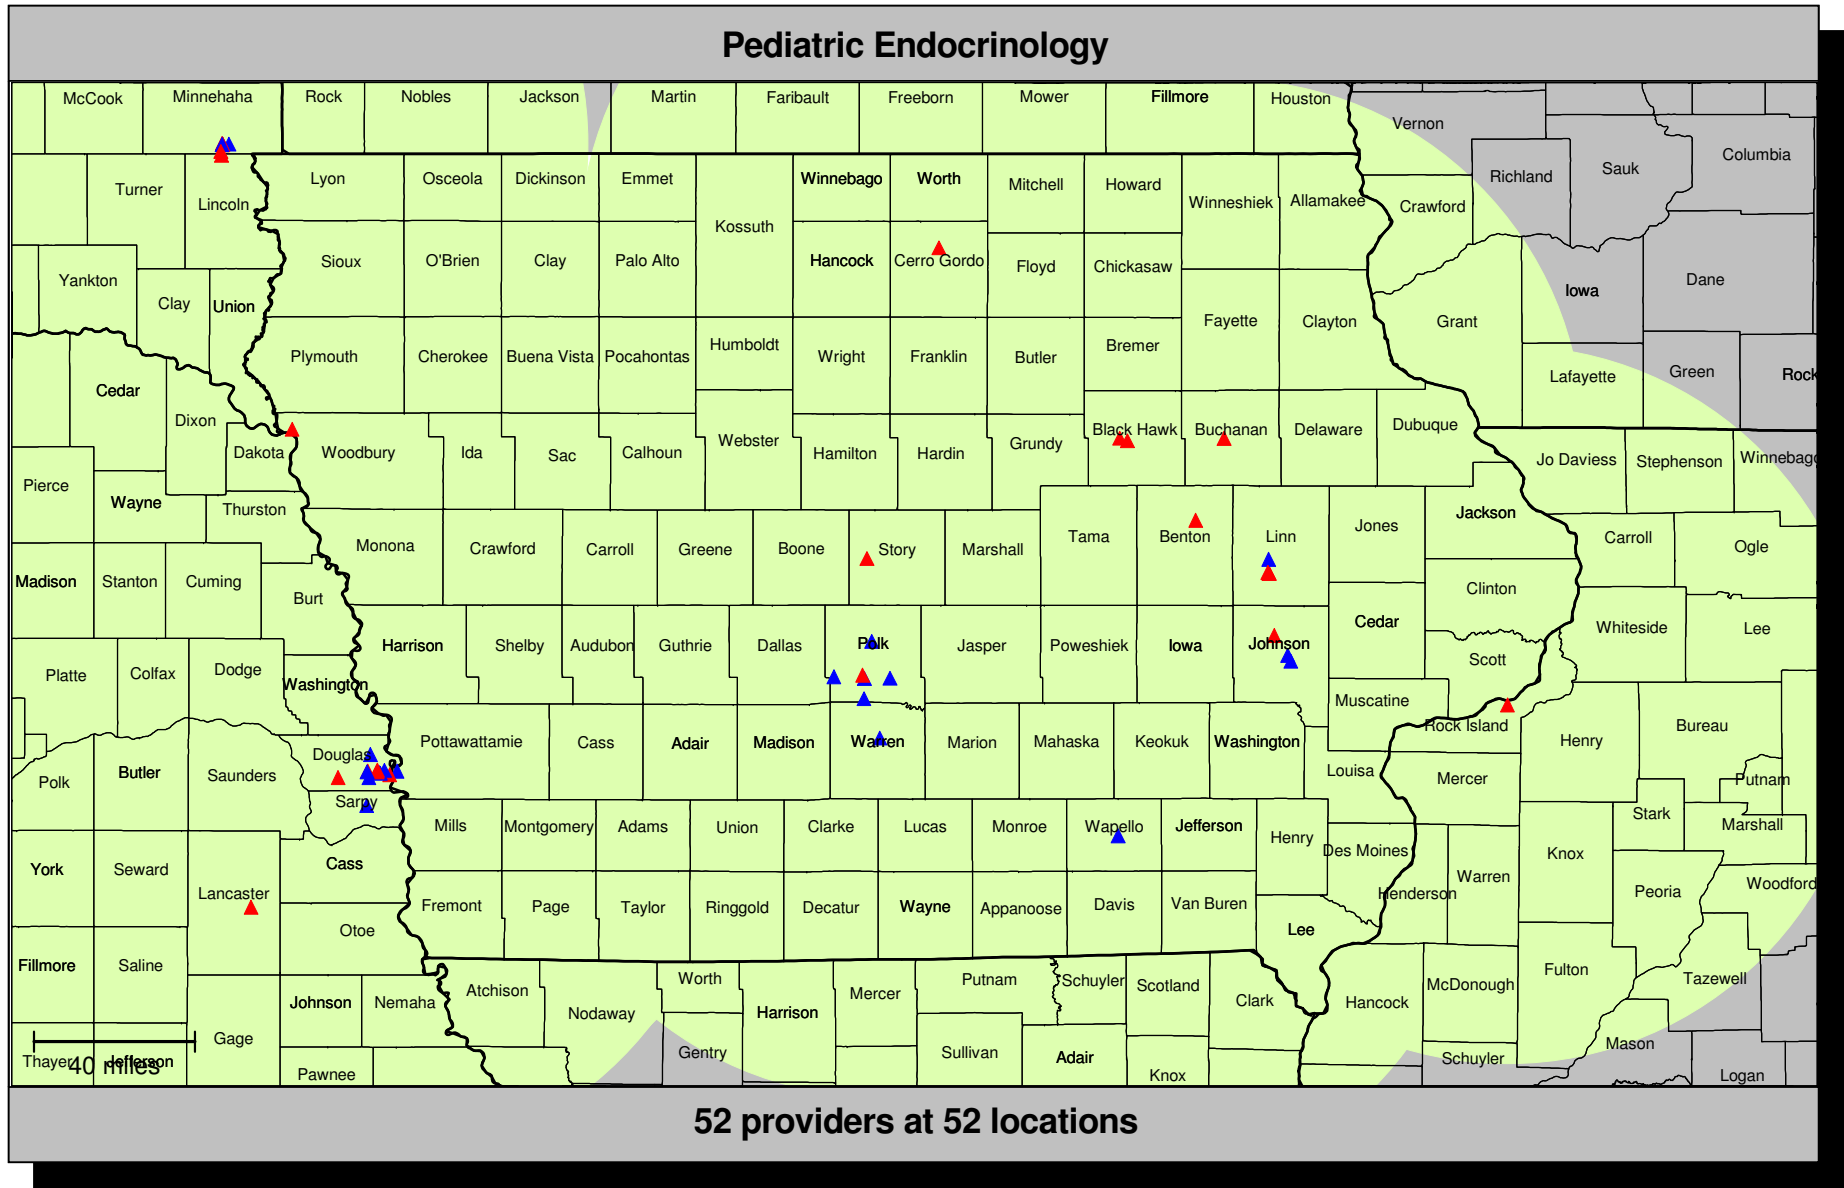 Pediatric Endocrinology
McCook Minnehaha Rock Nobles Jackson Martin Faribault Freeborn Mower Fillmore Houston
Vernon
Turner Lincoln Lyon Osceola Dickinson Emmet Winnebago Worth Mitchell Howard Winneshiek Allamakee Crawford Richland Sauk Columbia
Kossuth
Yankton Clay Union Sioux O'Brien Clay Palo Alto Hancock Cerro Gordo Floyd Chickasaw Iowa Dane
Fayette Clayton Grant
Plymouth Cherokee Buena Vista Pocahontas Humboldt Wright Franklin Butler Bremer
Cedar Lafayette Green Rock
Dixon Dakota Woodbury Ida Sac Calhoun Webster Hamilton Hardin Grundy Black Hawk Buchanan Delaware Dubuque
Jo Daviess Stephenson Winnebago
Pierce Wayne Thurston
Monona Crawford Carroll Greene Boone Story Marshall Tama Benton Linn Jones Jackson Carroll Ogle
Madison Stanton Cuming Burt Clinton
Harrison Shelby Audubon Guthrie Dallas Polk Jasper Poweshiek Iowa Johnson Cedar Scott Whiteside Lee
Platte Colfax Dodge Washington Muscatine
Rock Island Henry Bureau
Douglas Pottawattamie Cass Adair Madison Warren Marion Mahaska Keokuk Washington
Polk Butler Saunders Sarpy Louisa Mercer Putnam
Mills Montgomery Adams Union Clarke Lucas Monroe Wapello Jefferson Henry Des Moines Stark Marshall
York Seward Cass Knox
Lancaster Henderson Warren Peoria Woodford
Fremont Page Taylor Ringgold Decatur Wayne Appanoose Davis Van Buren Lee
Otoe
Fillmore Saline Fulton Tazewell
Johnson Nemaha Atchison Nodaway Worth Harrison Mercer Putnam Schuyler Scotland Clark Hancock McDonough
Gage Gentry Sullivan Adair Schuyler Mason
Thayer Jefferson
40 miles
Pawnee Knox Logan
52 providers at 52 locations